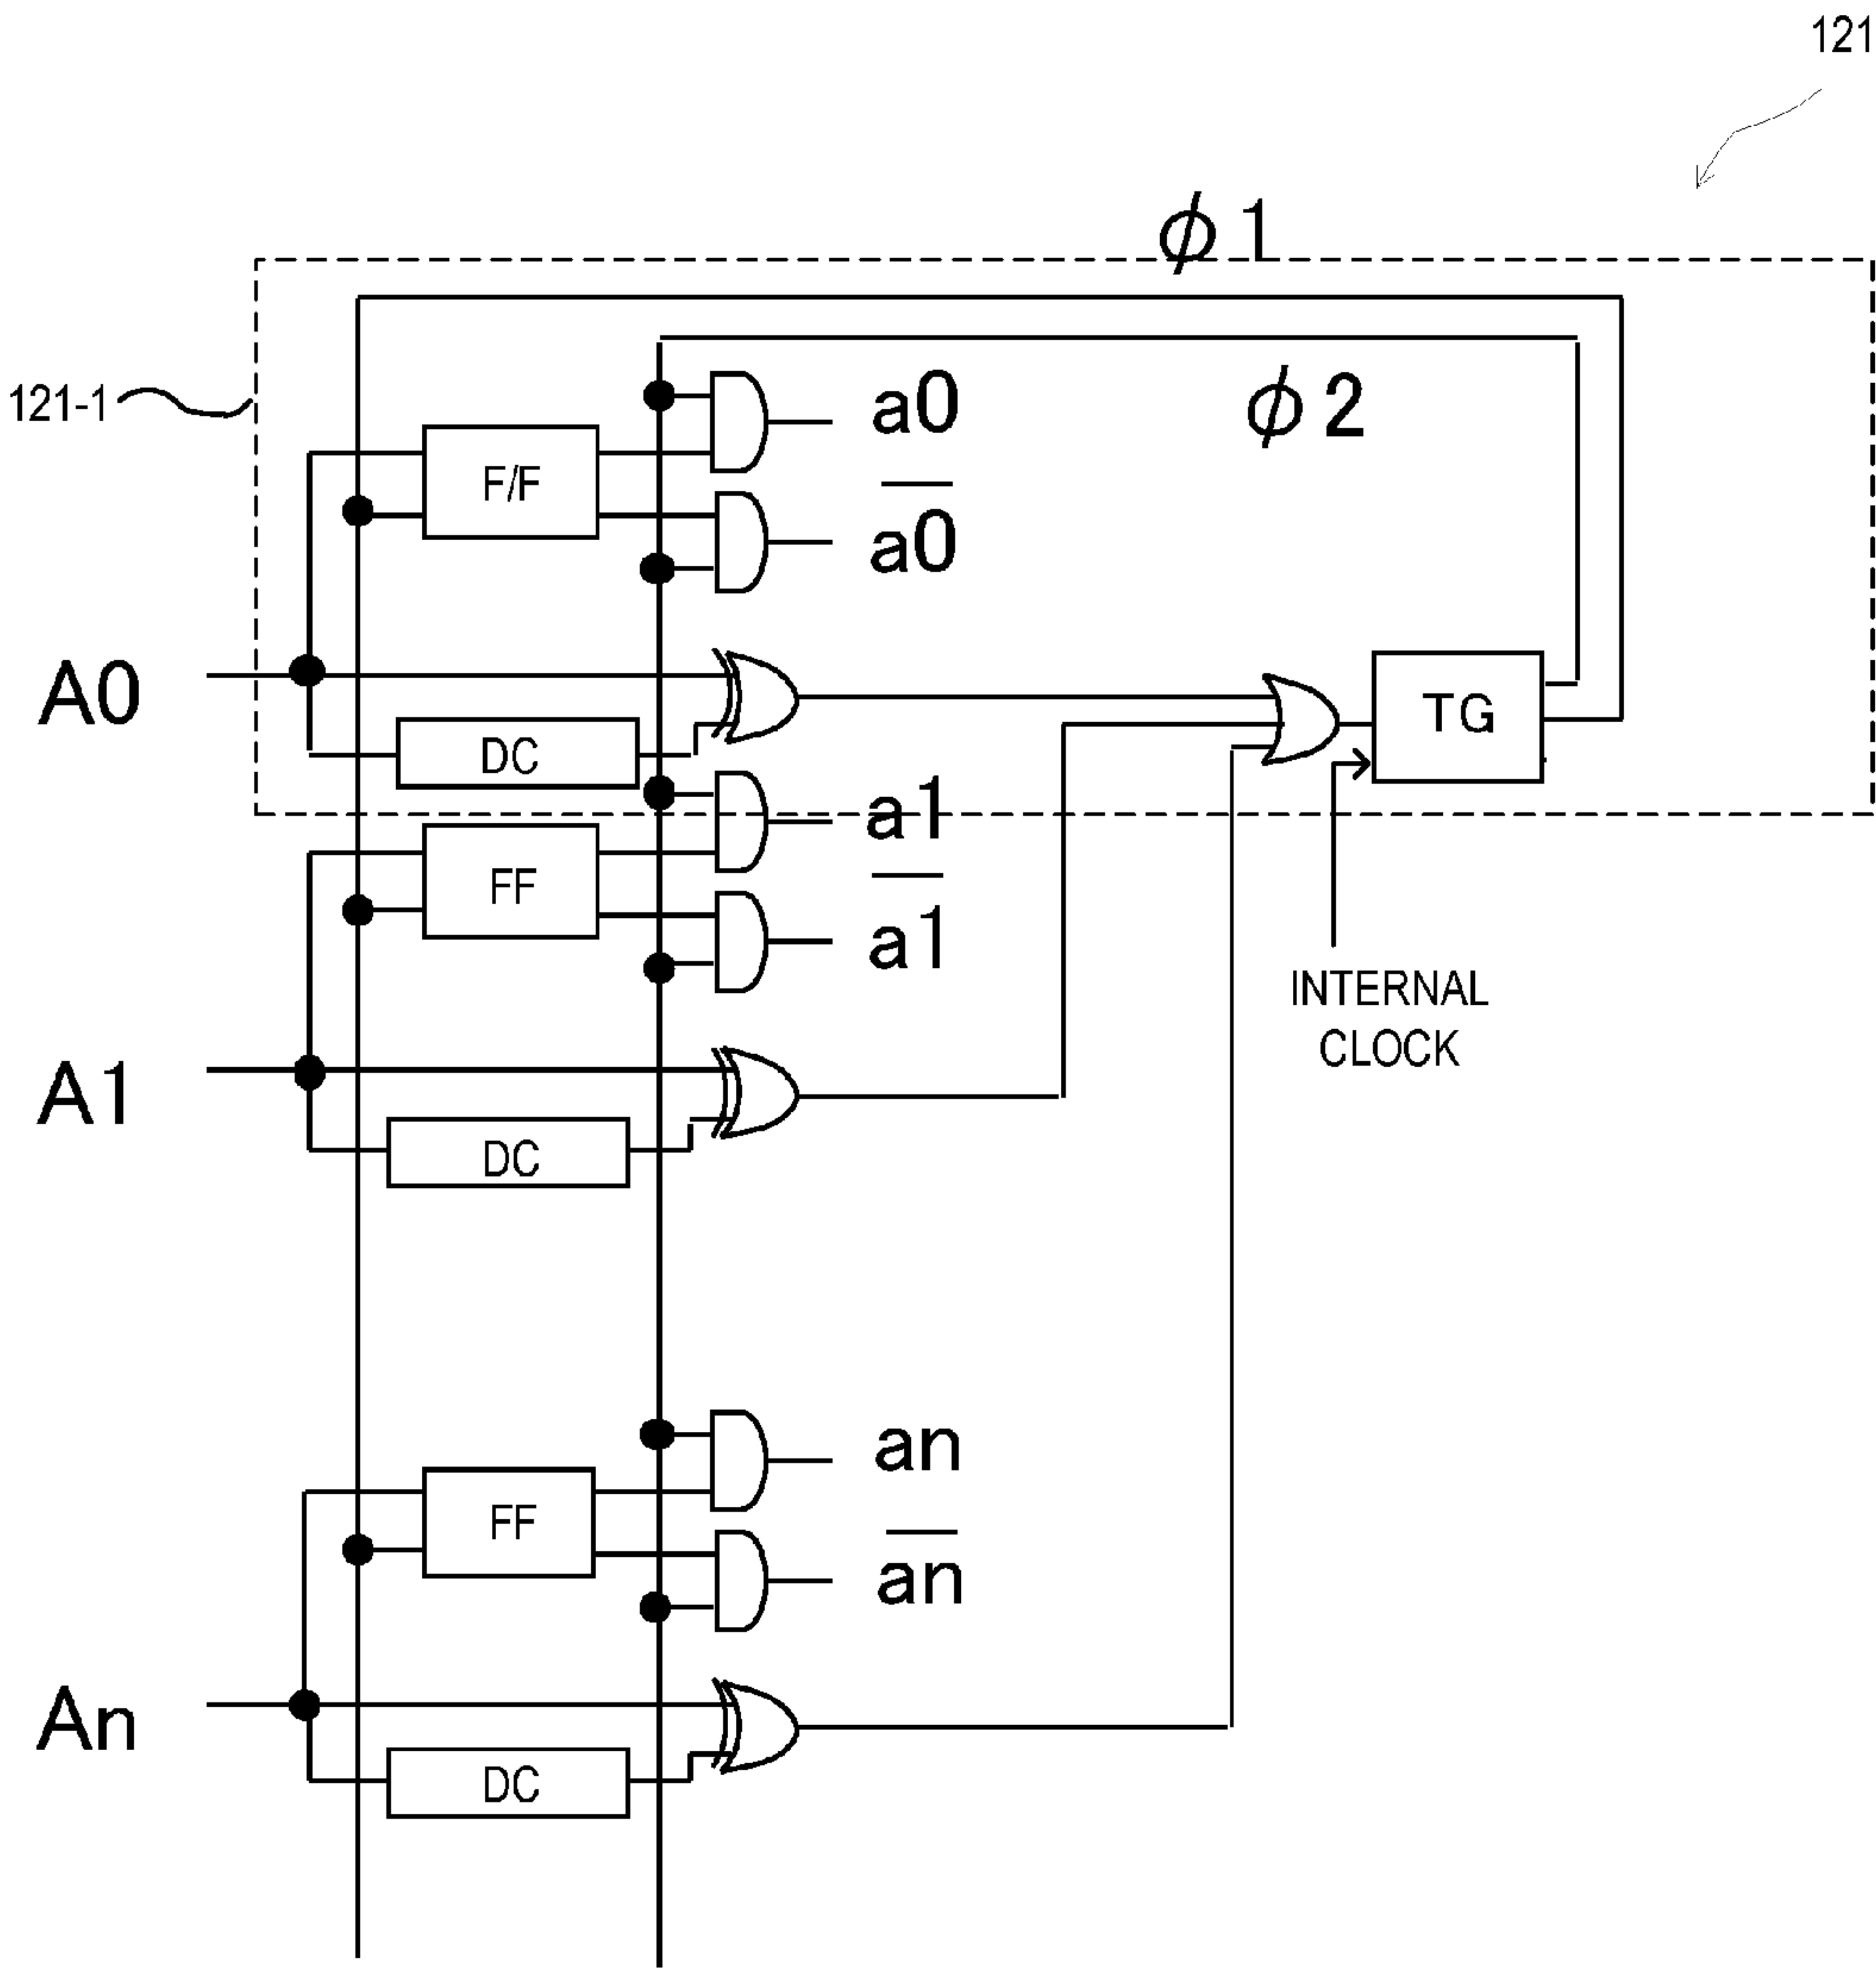 121
ϕ1
121-1
a0
ϕ2
F/F
a0
A0
TG
DC
a1
FF
a1
INTERNAL
CLOCK
A1
DC
an
FF
an
An
DC